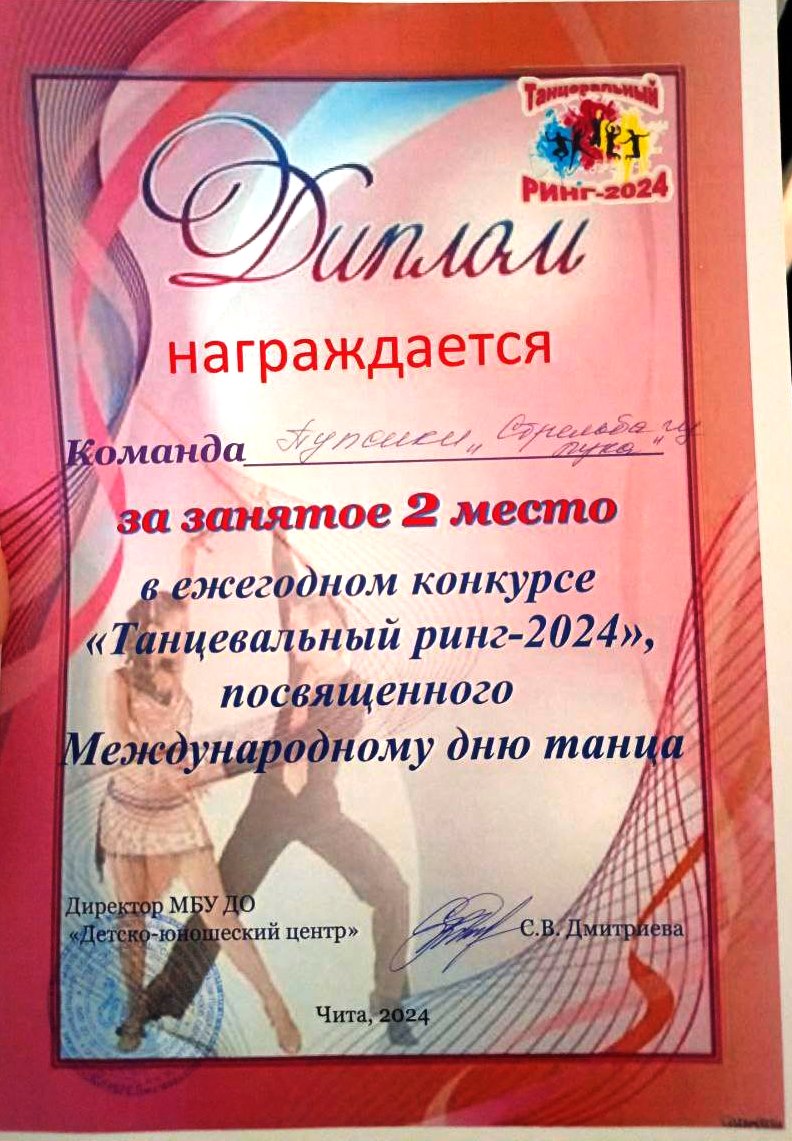 Танцевальный
РИНГ-2024
Диплом
награждается
Команда Пупсики „Стрельба из
лука"
за занятое 2 место
в ежегодном конкурсе
«Танцевальный ринг-2024»,
посвященного
Международному дню танца
Директор МБУ ДО
«Детско-юношеский центр» С.В. Дмитриева
Чита, 2024